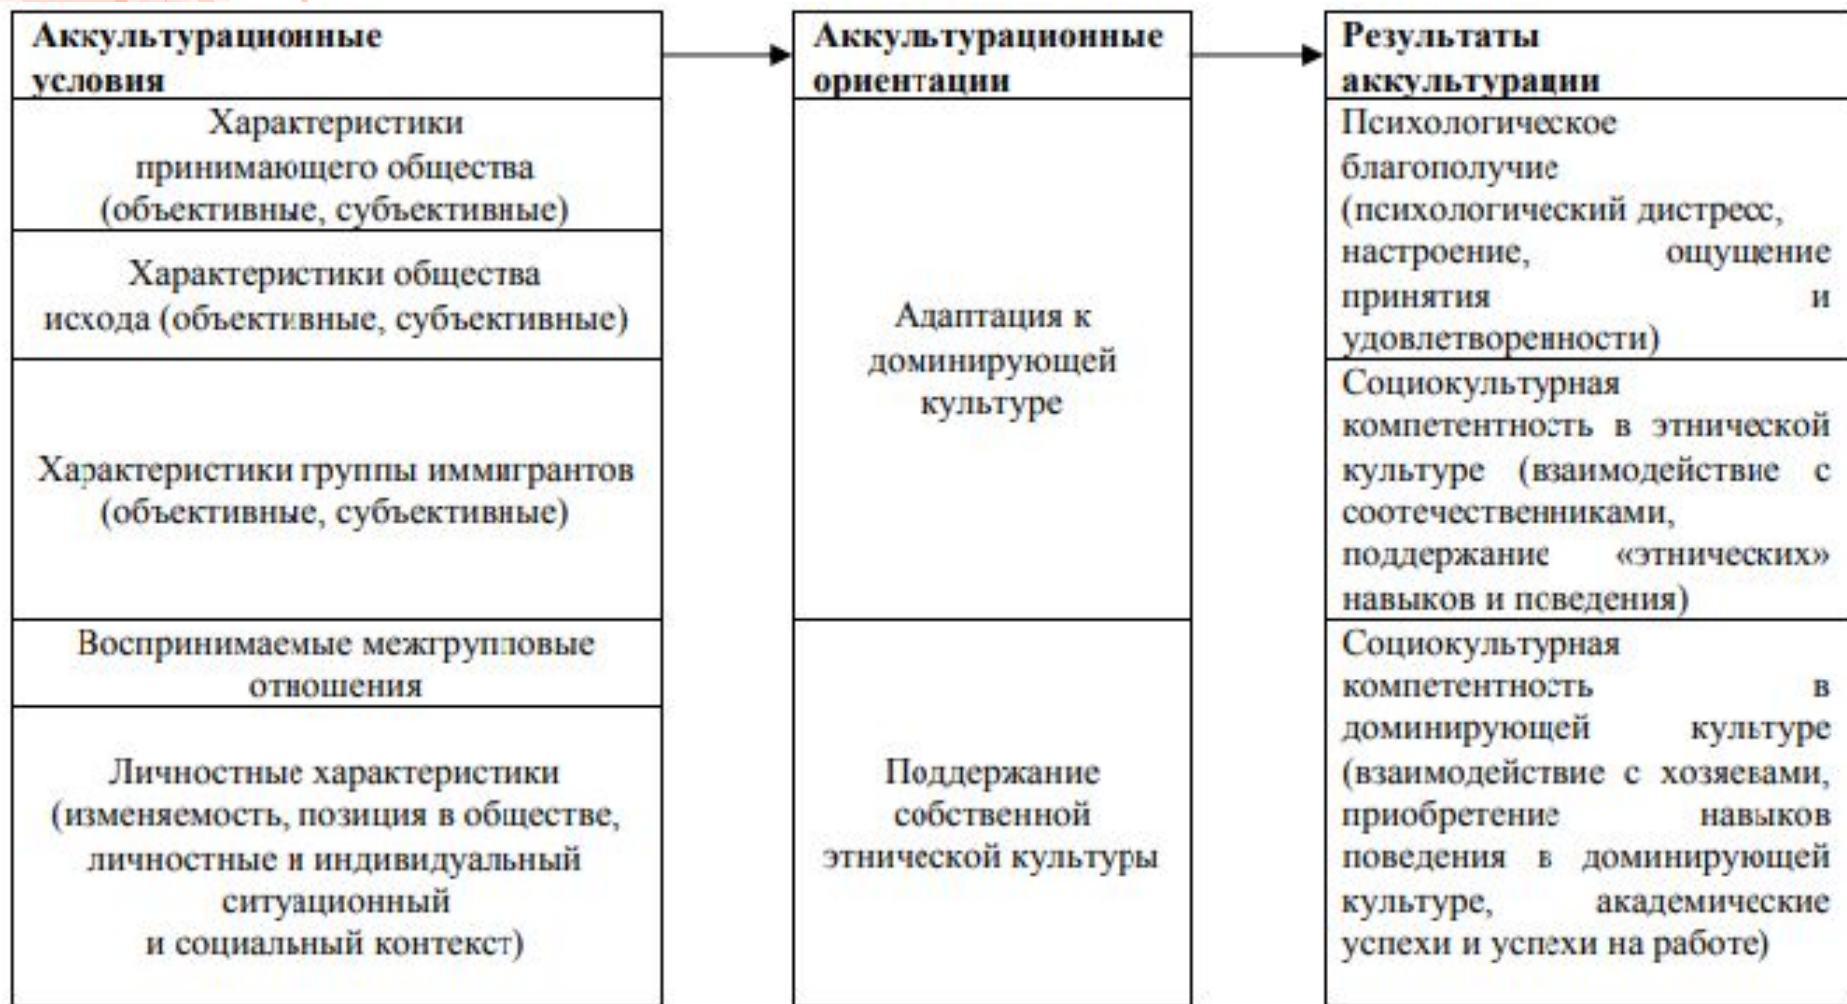 Аккультурационные
условия
Характеристики
принимающего общества
(объективные, субъективные)
Характеристики общества
исхода (объективные, субъективные)
Характеристики группы иммигрантов
(объективные, субъективные)
Воспринимаемые межгрупповые
отношения
Личностные характеристики
(изменяемость, позиция в обществе,
личностные и индивидуальный
ситуационный
и социальный контекст)
Аккультурационные
ориентации
Адаптация к
доминирующей
культуре
Поддержание
собственной
этнической культуры
Результаты
аккультурации
Психологическое
благополучие
(психологический дистресс,
настроение, ощущение
принятия и
удовлетворенности)
Социокультурная
компетентность в этнической
культуре (взаимодействие с
соотечественниками,
поддержание «этнических»
навыков и поведения)
Социокультурная
компетентность в
доминирующей культуре
(взаимодействие с хозяевами,
приобретение навыков
поведения в доминирующей
культуре, академические
успехи и успехи на работе)